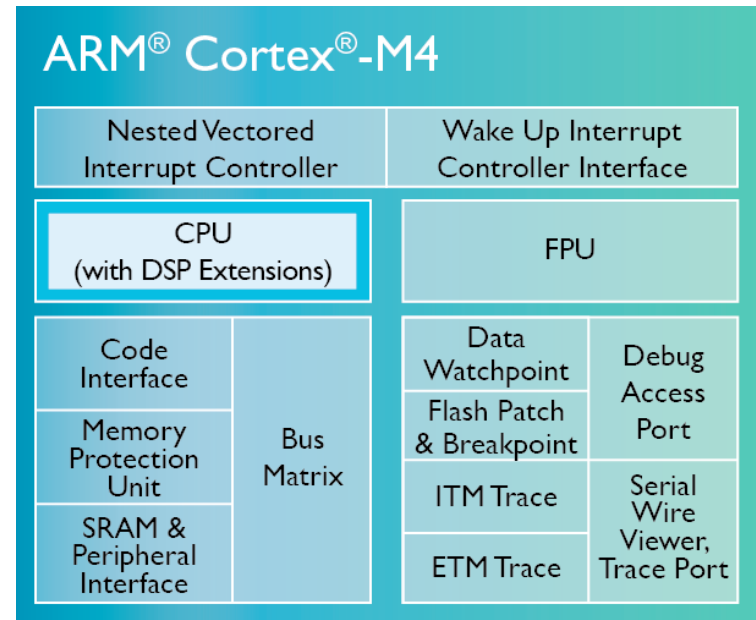 ARM® Cortex®-M4
Nested Vectored
Interrupt Controller
Wake Up Interrupt
Controller Interface
CPU
(with DSP Extensions)
FPU
Code
Interface
Memory
Protection
Unit
SRAM &
Peripheral
Interface
Bus
Matrix
Data
Watchpoint
Flash Patch
& Breakpoint
ITM Trace
ETM Trace
Debug
Access
Port
Serial
Wire
Viewer,
Trace Port